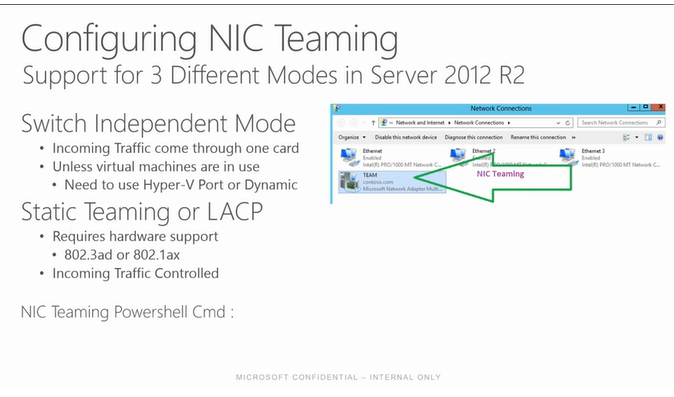 Configuring NIC Teaming
Support for 3 Different Modes in Server 2012 R2
Switch Independent Mode
• Incoming Traffic come through one card
• Unless virtual machines are in use
• Need to use Hyper-V Port or Dynamic
Static Teaming or LACP
• Requires hardware support
• 802.3ad or 802.1ax
• Incoming Traffic Controlled
NIC Teaming Powershell Cmd :
Network Connections
Network and Internet ▸ Network Connections ▸
Search Network Connections
Organize ▾ Disable this network device Diagnose this connection Rename this connection »
Ethernet
Enabled
Intel(R) PRO/1000 MT Network C...
Ethernet 2
Enabled
Intel(R) PRO/1000 MT Netw
Ethernet 3
Enabled
Intel(R) PRO/1000 MT Network C...
TEAM
contoso.com
Microsoft Network Adapter Multi...
NIC Teaming
MICROSOFT CONFIDENTIAL – INTERNAL ONLY